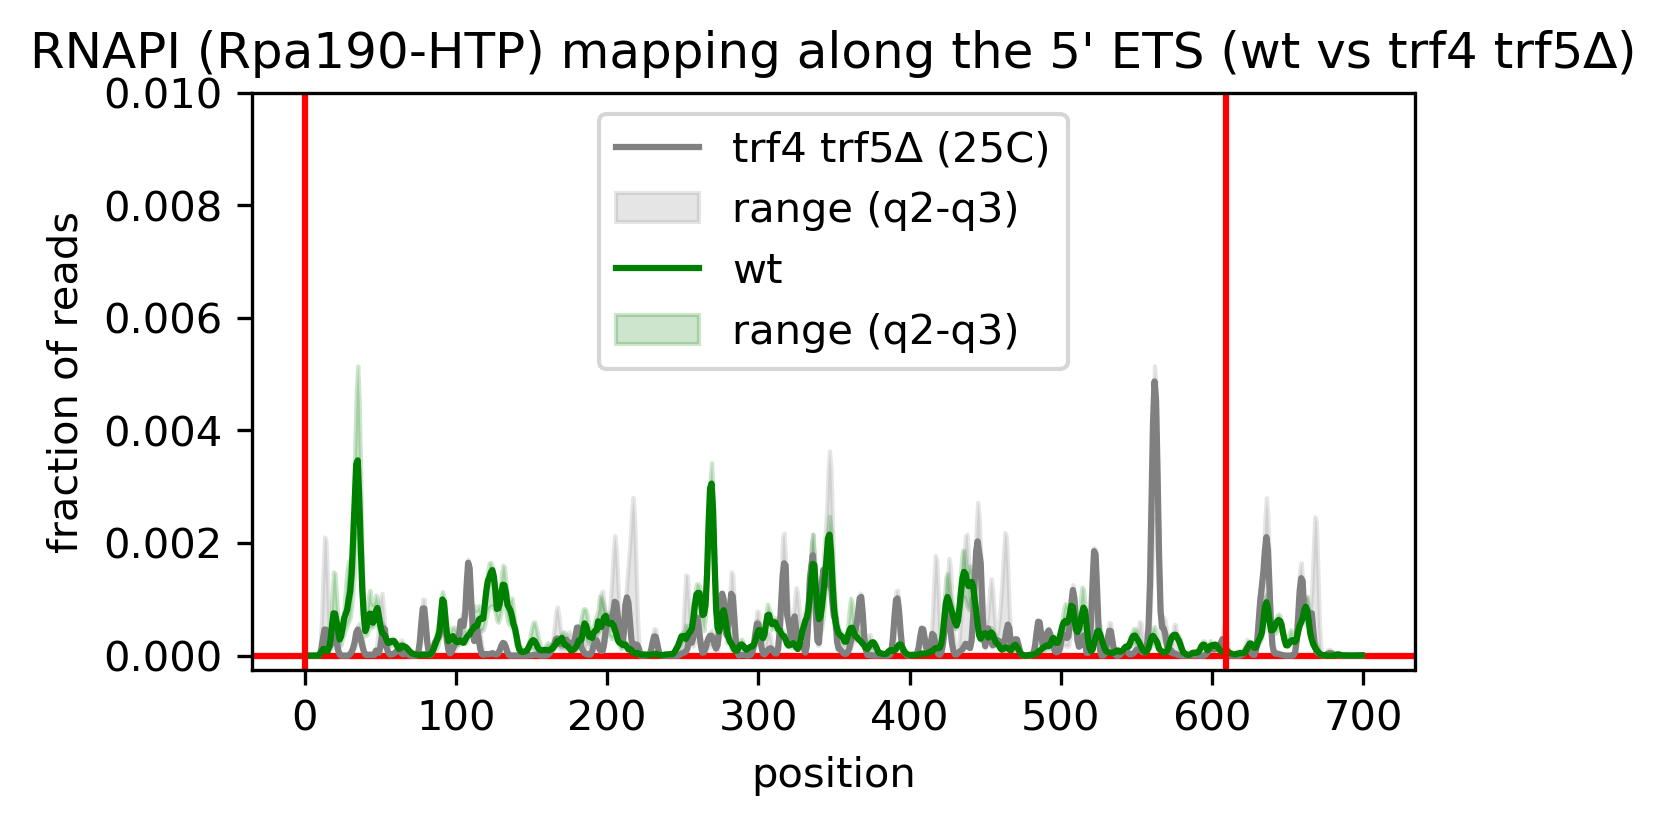 RNAPI (Rpa190-HTP) mapping along the 5' ETS (wt vs trf4 trf5Δ)
0.010
0.008
0.006
0.004
0.002
0.000
fraction of reads
trf4 trf5Δ (25C)
range (q2-q3)
wt
range (q2-q3)
0 100 200 300 400 500 600 700
position